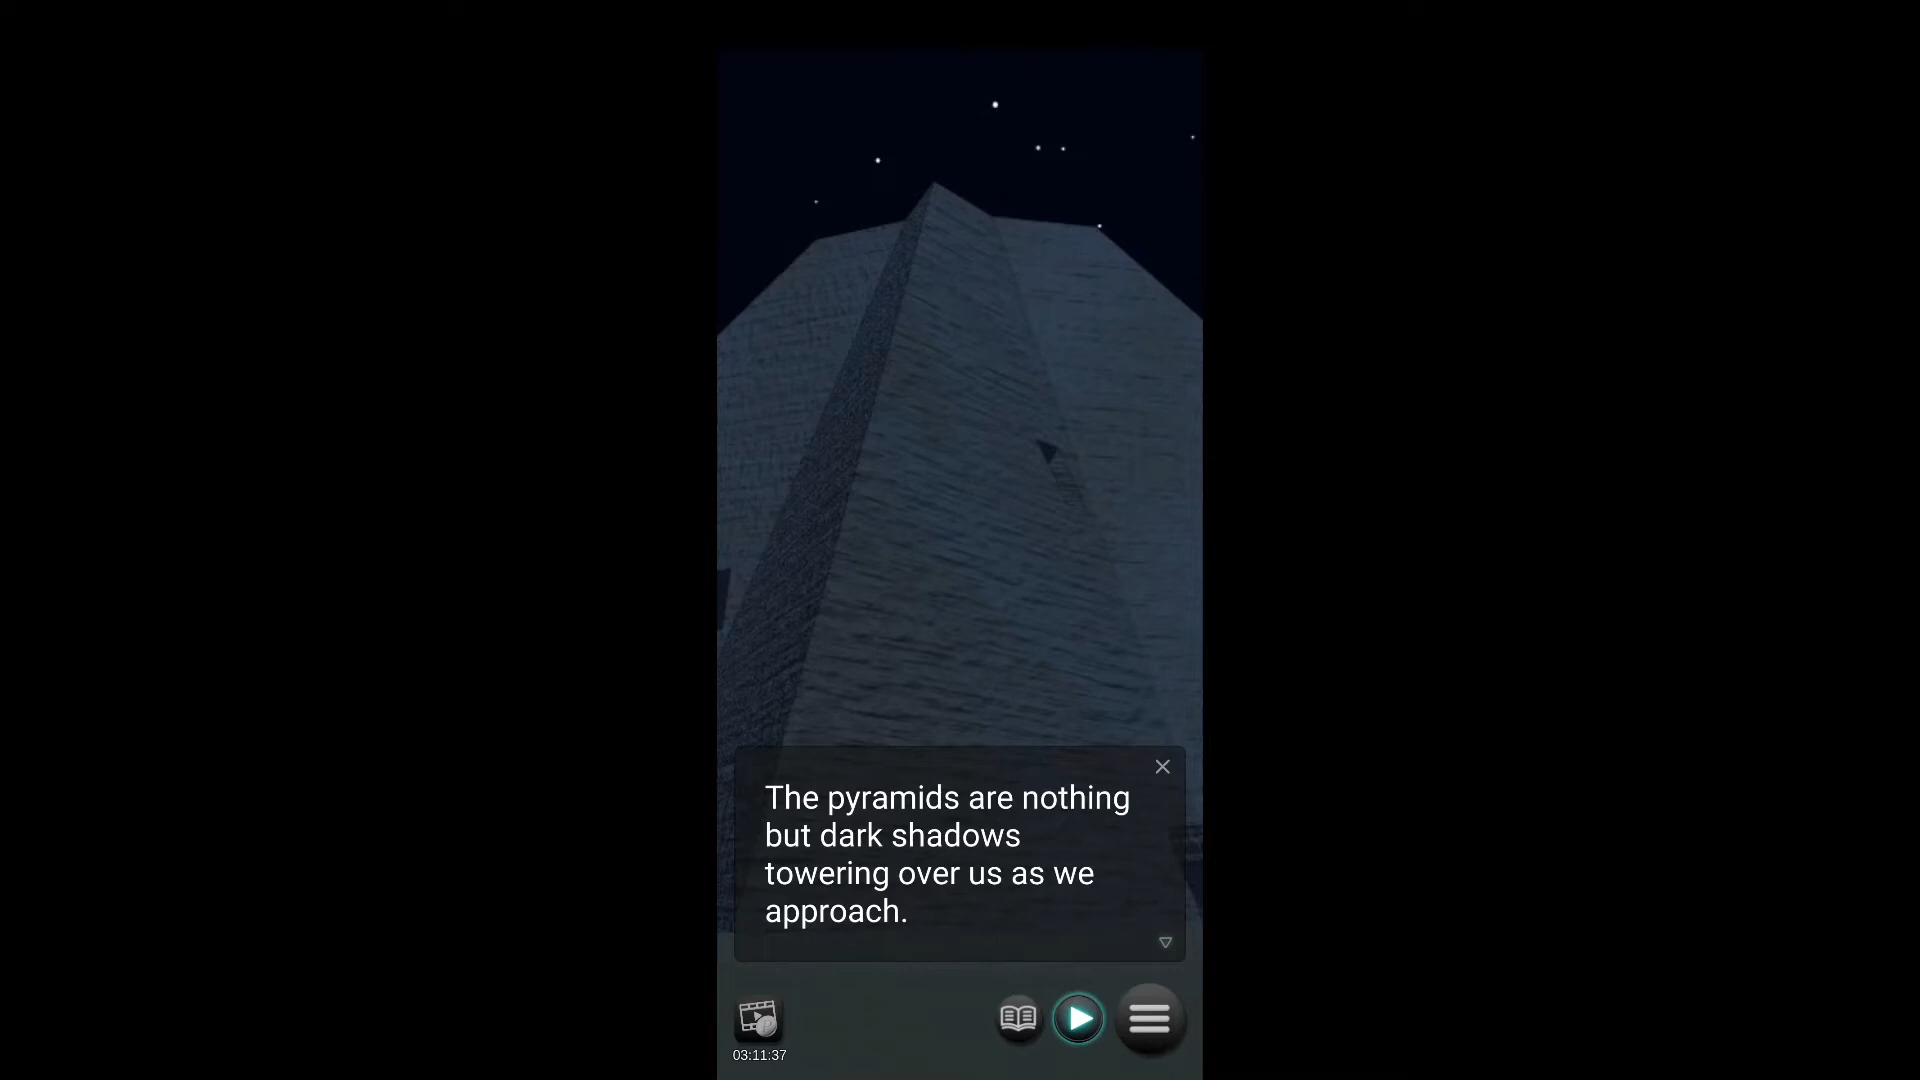 The pyramids are nothing
but dark shadows
towering over us as we
approach.
03:11:37